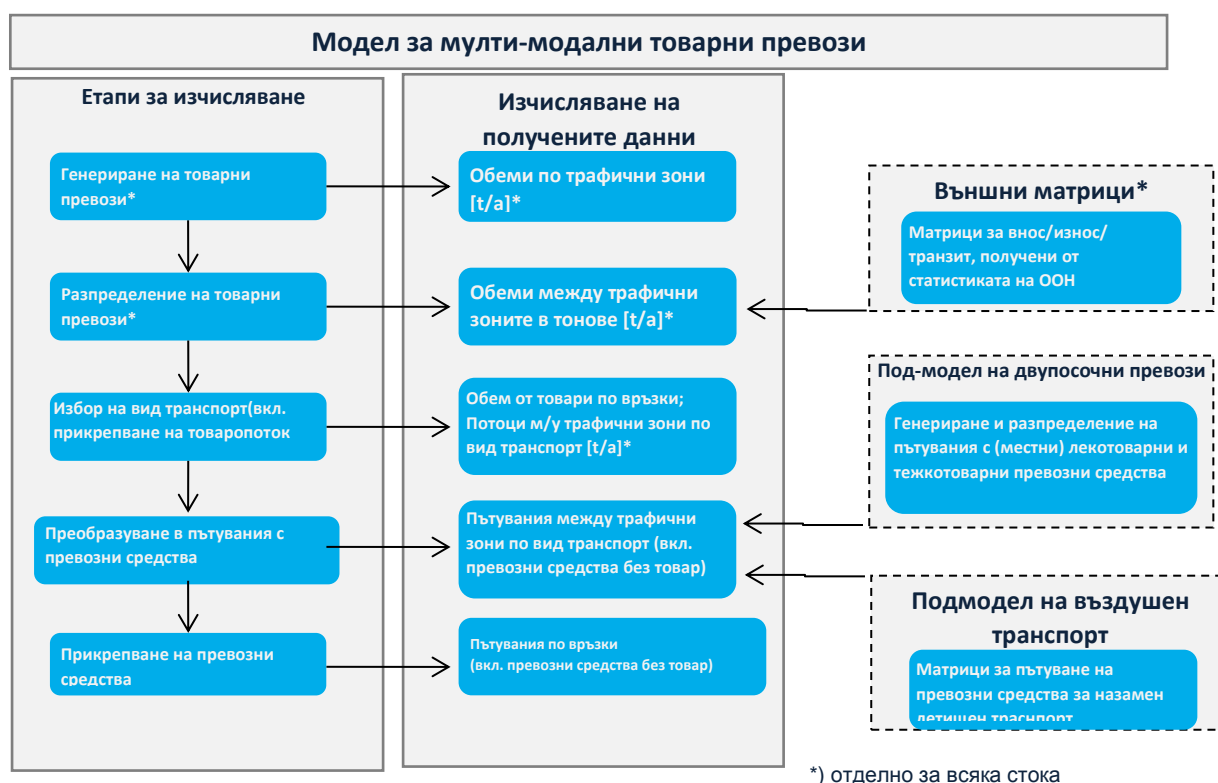 Модел за мулти-модални товарни превози
Етапи за изчисляване
Генериране на товарни
превози*
Разпределение на товарни
превози*
Избор на вид транспорт(вкл.
прикрепване на товаропоток
Преобразуване в пътувания с
превозни средства
Прикрепване на превозни
средства
Изчисляване на
получените данни
Обеми по трафични зони
[t/a]*
Обеми между трафични
зоните в тонове [t/a]*
Обем от товари по връзки;
Потоци м/у трафични зони по
вид транспорт [t/a]*
Пътувания между трафични
зони по вид транспорт (вкл.
превозни средства без товар)
Пътувания по връзки
(вкл. превозни средства без товар)
Външни матрици*
Матрици за внос/износ/
транзит, получени от
статистиката на ООН
Под-модел на двупосочни превози
Генериране и разпределение на
пътувания с (местни) лекотоварни и
тежкотоварни превозни средства
Подмодел на въздушен
транспорт
Матрици за пътуване на
превозни средства за назамен
летищен траснпорт
*) отделно за всяка стока